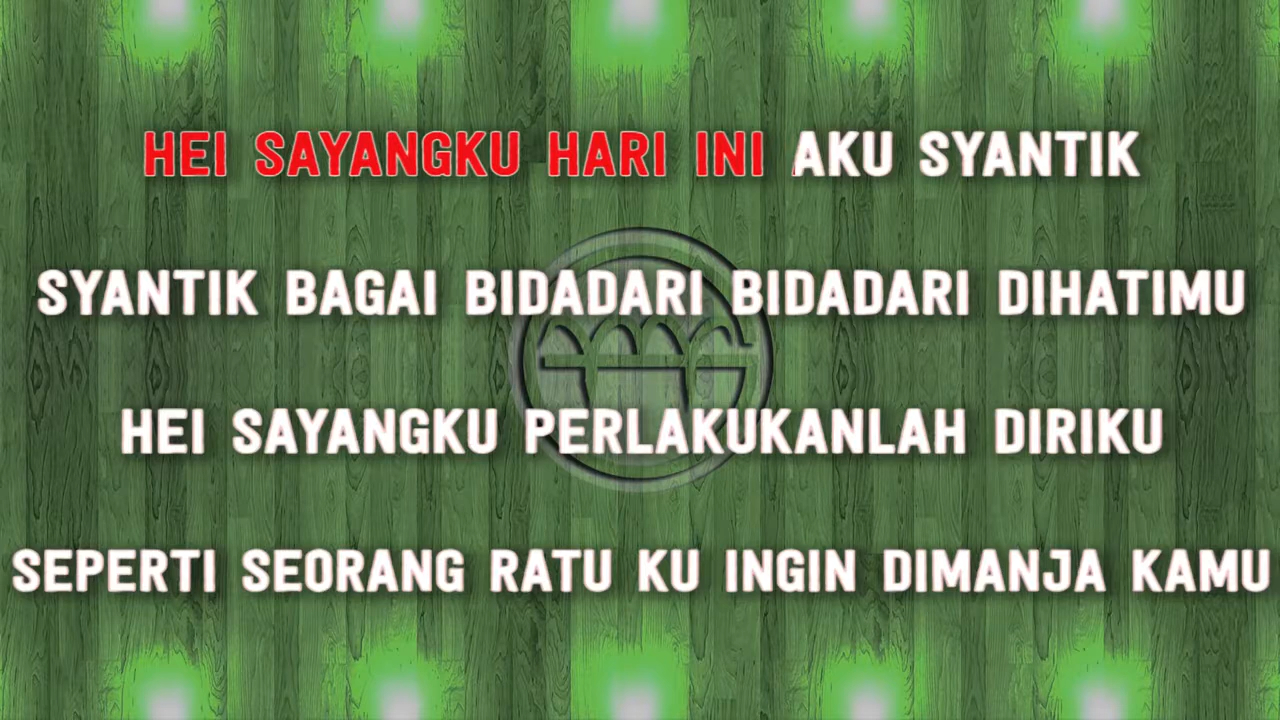 HEI SAYANGKU HARI INI AKU SYANTIK
SYANTIK BAGAI BIDADARI BIDADARI DIHATIMU
HEI SAYANGKU PERLAKUKANLAH DIRIKU
SEPERTI SEORANG RATU KU INGIN DIMANJA KAMU